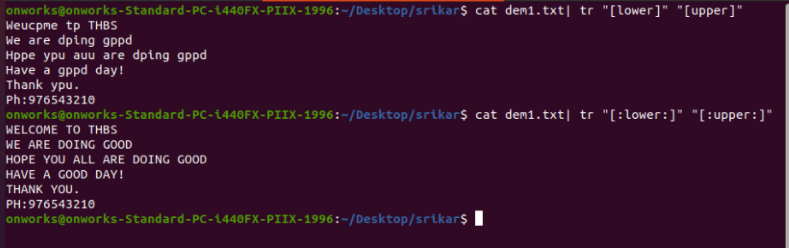 onworks@onworks-Standard-PC-i440FX-PIIX-1996:~/Desktop/srikar$ cat dem1.txt| tr "[lower]" "[upper]"
Weucpme tp THBS
We are dping gppd
Hppe ypu auu are dping gppd
Have a gppd day!
Thank ypu.
Ph:976543210
onworks@onworks-Standard-PC-i440FX-PIIX-1996:~/Desktop/srikar$ cat dem1.txt| tr "[:lower:]" "[:upper:]"
WELCOME TO THBS
WE ARE DOING GOOD
HOPE YOU ALL ARE DOING GOOD
HAVE A GOOD DAY!
THANK YOU.
PH:976543210
onworks@onworks-Standard-PC-i440FX-PIIX-1996:~/Desktop/srikar$